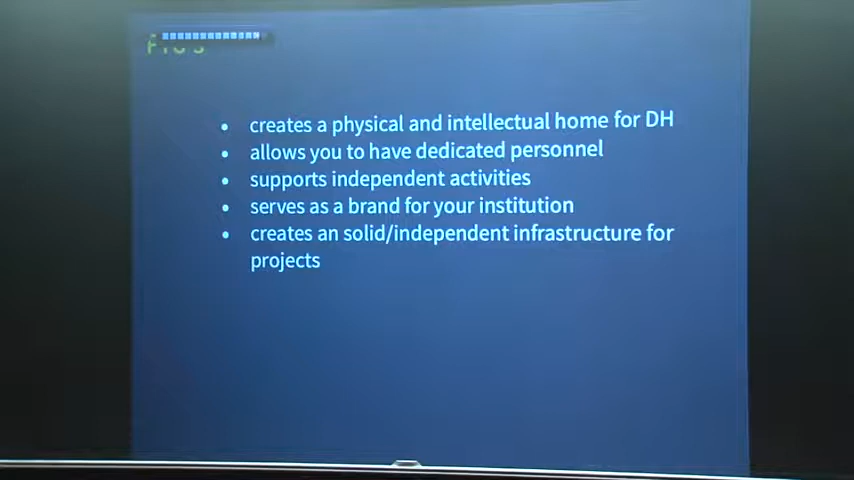 creates a physical and intellectual home for DH
allows you to have dedicated personnel
supports independent activities
serves as a brand for your institution
creates an solid/independent infrastructure for
projects